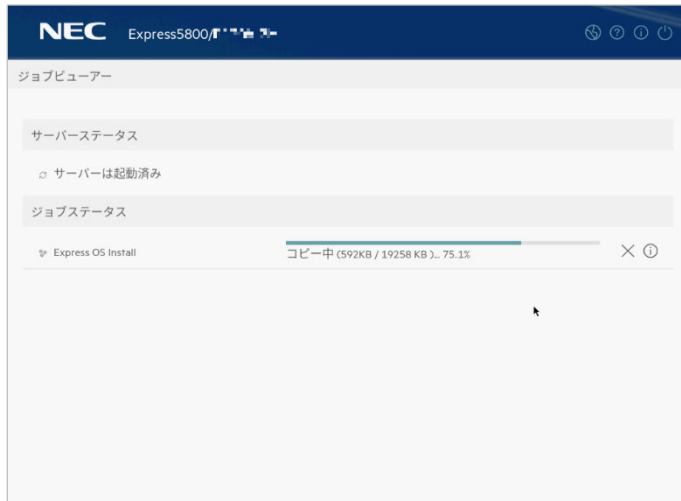 NEC Express5800/
ジョブビューアー
サーバーステータス
サーバーは起動済み
ジョブステータス
Express OS Install
コピー中 (592KB / 19258 KB )... 75.1%